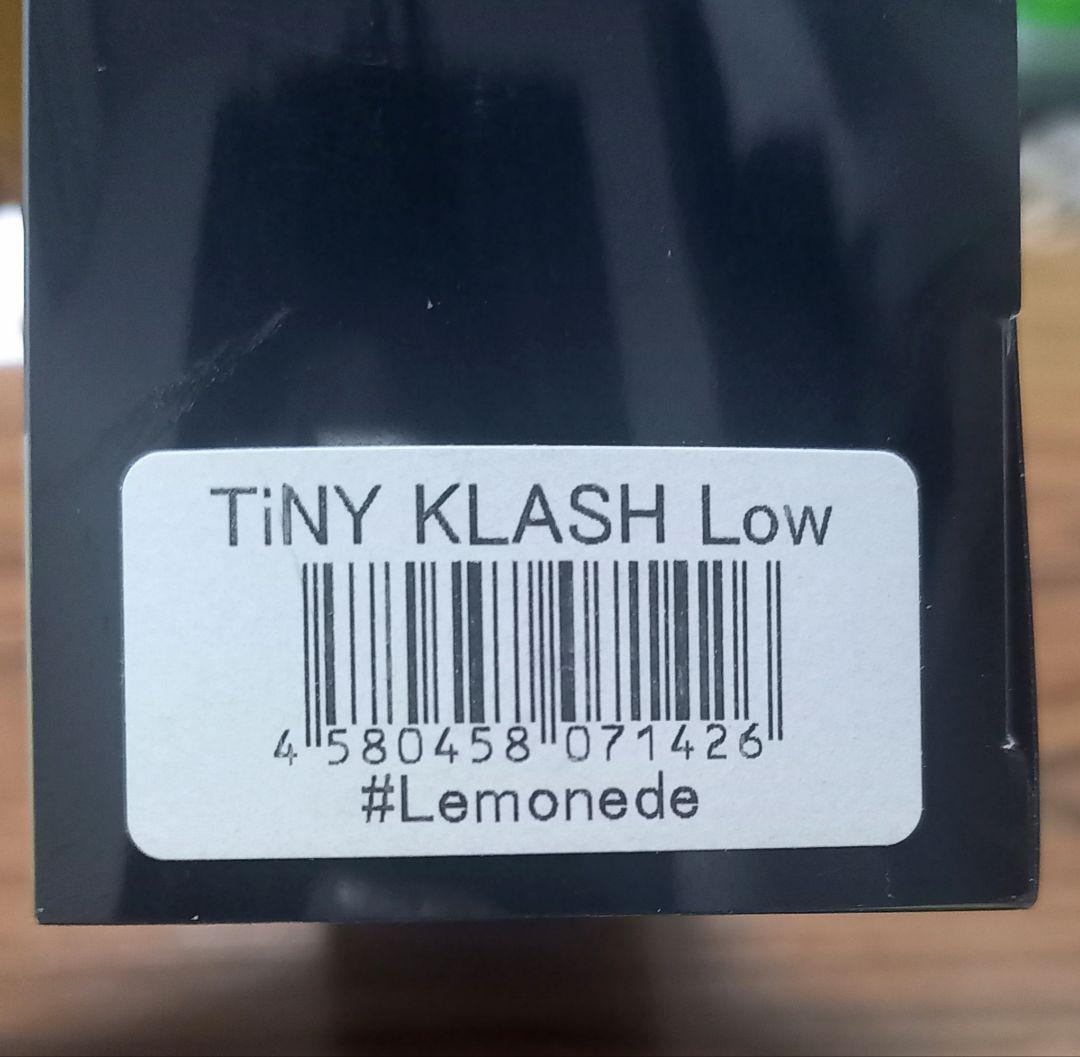 TiNY KLASH Low
4 580458 071426
#Lemonede